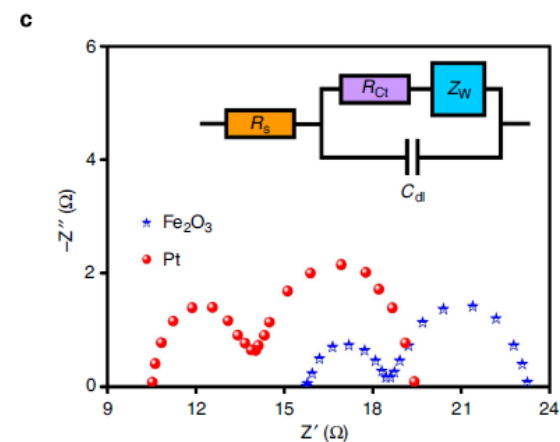 c
6
4
2
0
−Z″ (Ω)
R_s
R_Ct
Z_W
C_dl
Fe₂O₃
Pt
9 12 15 18 21 24
Z′ (Ω)